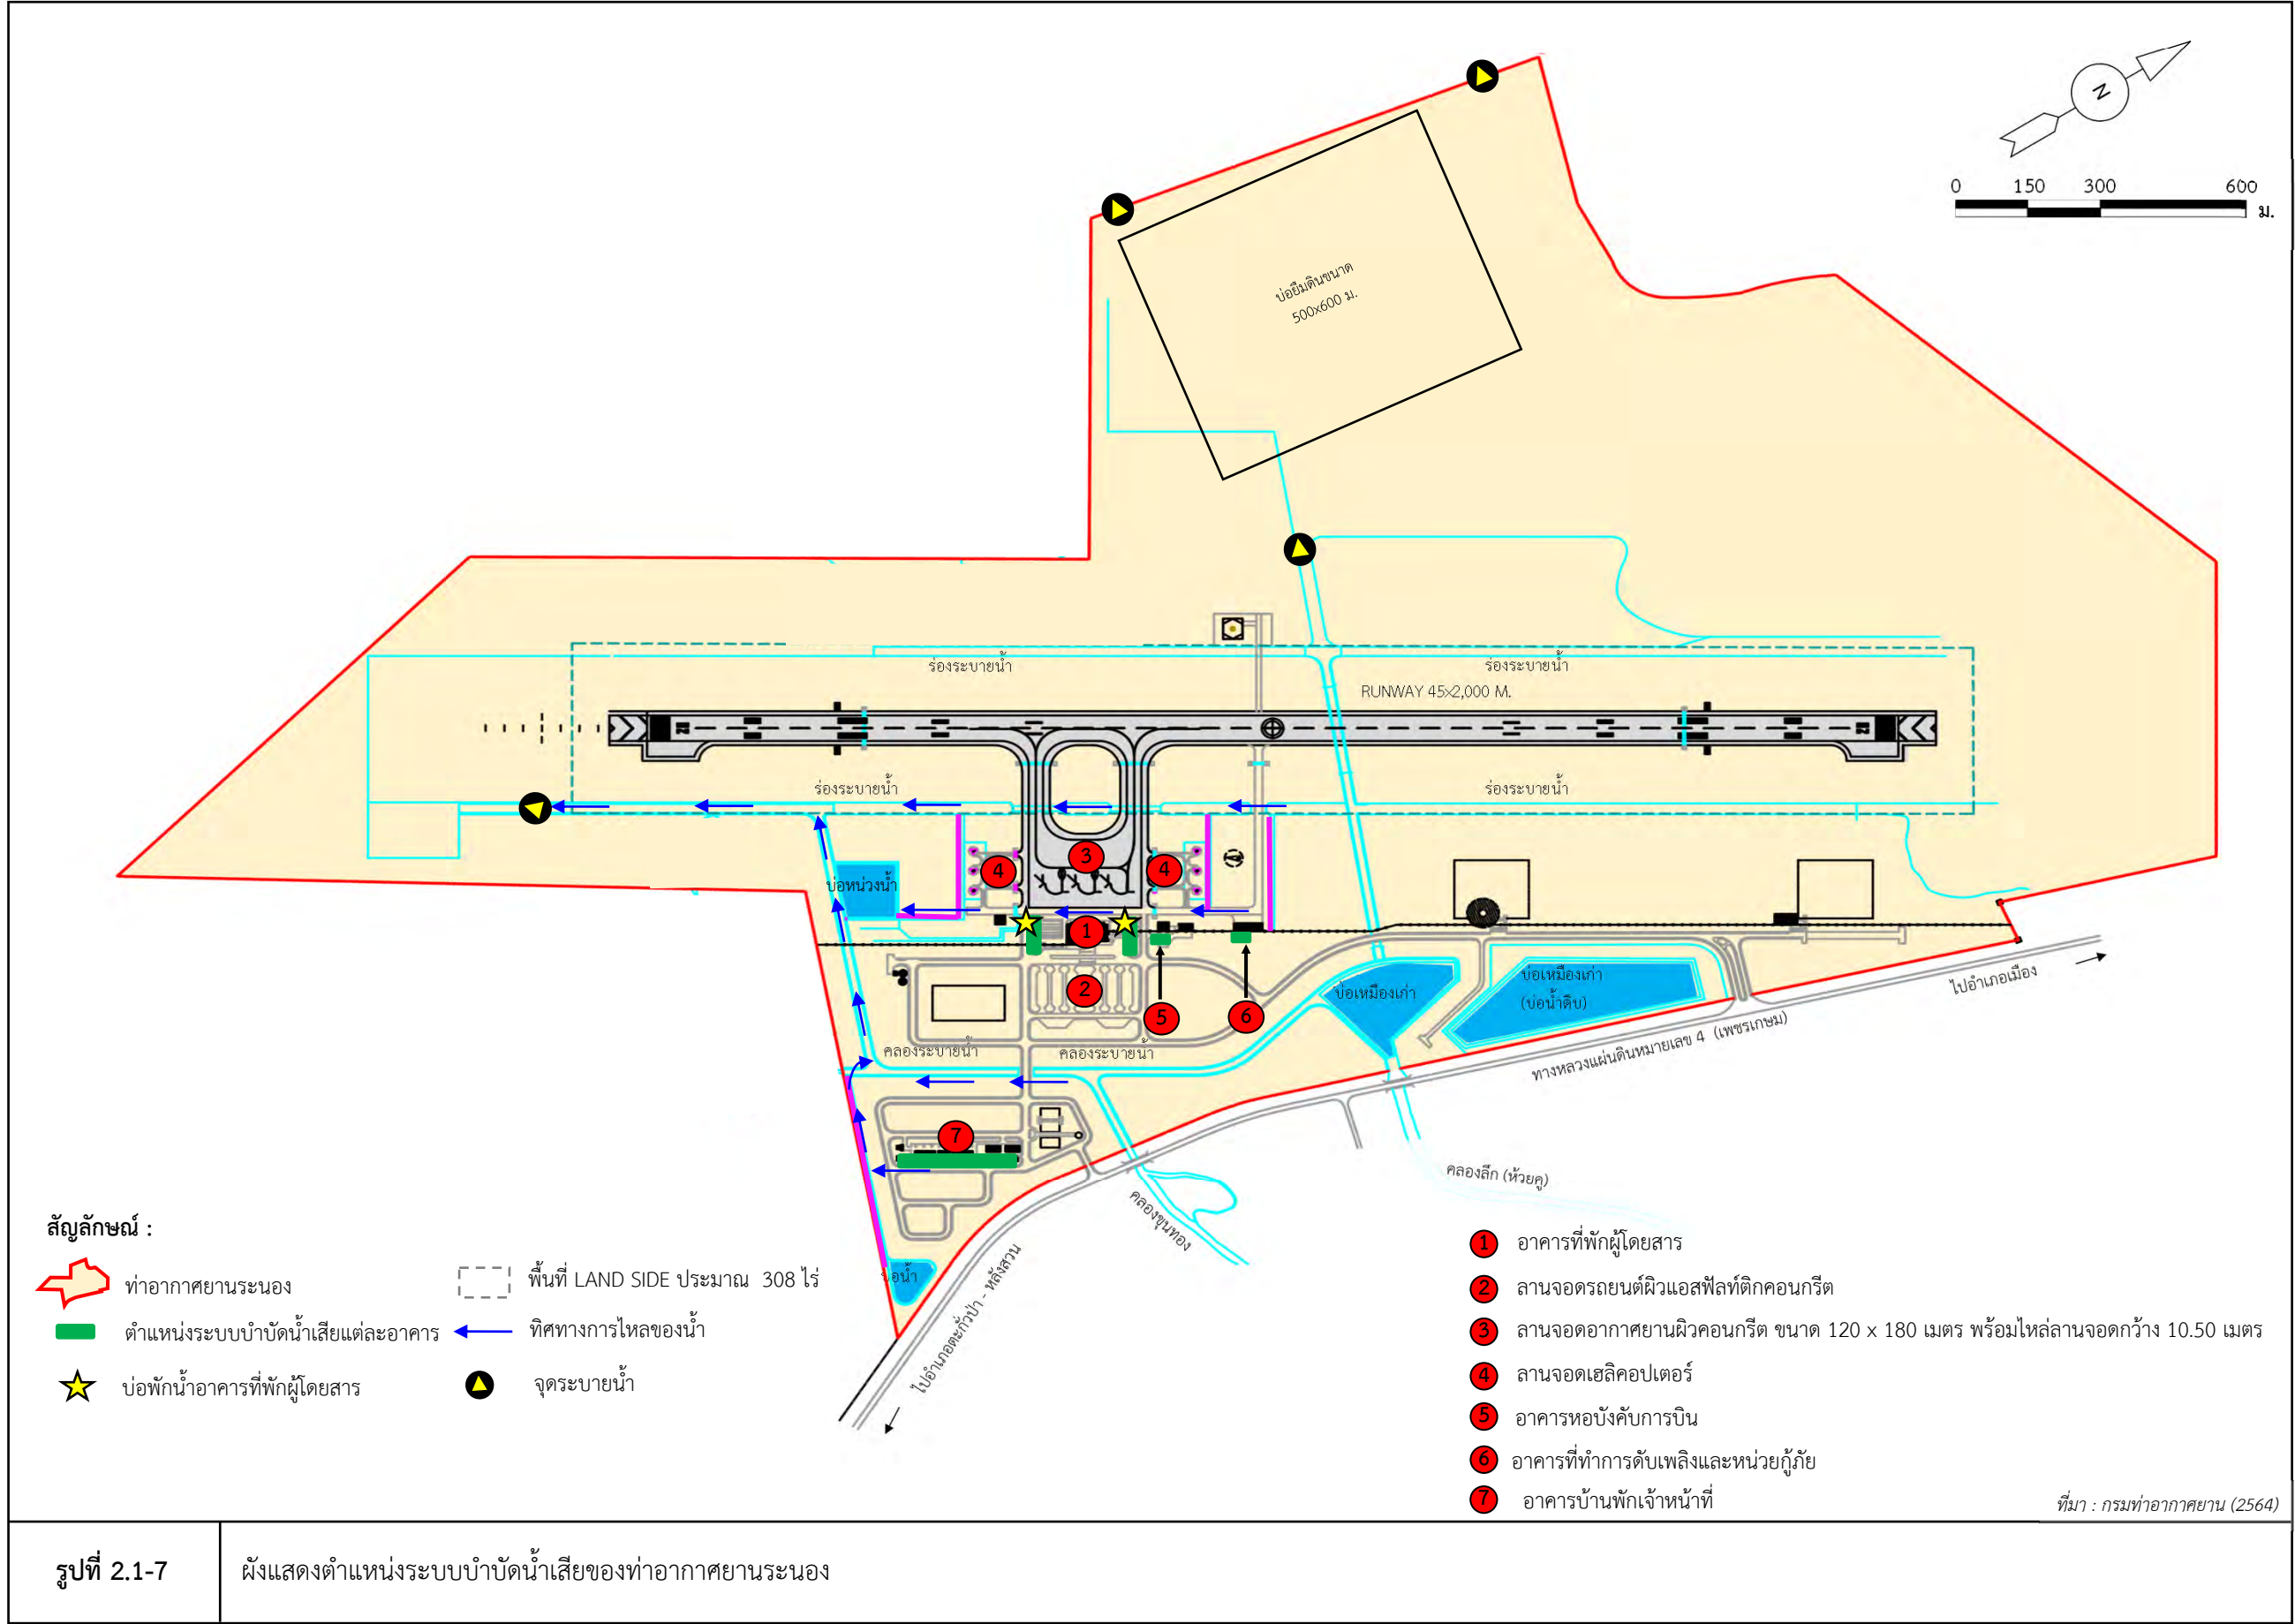 N
0 150 300 600
ม.
บ่อยืมดินขนาด
500x600 ม.
ร่องระบายน้ำ
ร่องระบายน้ำ
RUNWAY 45x2,000 M.
ร่องระบายน้ำ
ร่องระบายน้ำ
บ่อหน่วงน้ำ
4
3
4
1
2
5
6
บ่อเหมืองเก่า
บ่อเหมืองเก่า
(บ่อน้ำดิบ)
ไปอำเภอเมือง
ทางหลวงแผ่นดินหมายเลข 4 (เพชรเกษม)
คลองระบายน้ำ
คลองระบายน้ำ
7
คลองลึก (ห้วยคู)
คลองขุนทอง
บ่อน้ำ
ไปอำเภอตะกั่วป่า - หลังสวน
สัญลักษณ์ :
ท่าอากาศยานระนอง
ตำแหน่งระบบบำบัดน้ำเสียแต่ละอาคาร
บ่อพักน้ำอาคารที่พักผู้โดยสาร
พื้นที่ LAND SIDE ประมาณ 308 ไร่
ทิศทางการไหลของน้ำ
จุดระบายน้ำ
1 อาคารที่พักผู้โดยสาร
2 ลานจอดรถยนต์ผิวแอสฟัลท์ติกคอนกรีต
3 ลานจอดอากาศยานผิวคอนกรีต ขนาด 120 x 180 เมตร พร้อมไหล่ลานจอดกว้าง 10.50 เมตร
4 ลานจอดเฮลิคอปเตอร์
5 อาคารหอบังคับการบิน
6 อาคารที่ทำการดับเพลิงและหน่วยกู้ภัย
7 อาคารบ้านพักเจ้าหน้าที่
ที่มา : กรมท่าอากาศยาน (2564)
รูปที่ 2.1-7
ผังแสดงตำแหน่งระบบบำบัดน้ำเสียของท่าอากาศยานระนอง